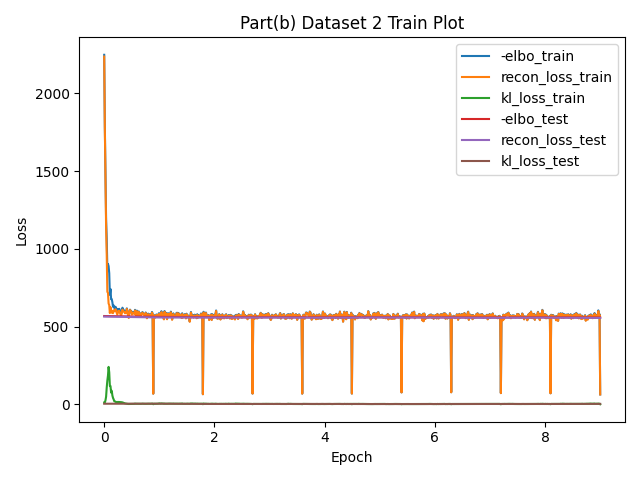 Part(b) Dataset 2 Train Plot
-elbo_train
recon_loss_train
kl_loss_train
-elbo_test
recon_loss_test
kl_loss_test
2000
1500
1000
500
0
Loss
0 2 4 6 8
Epoch